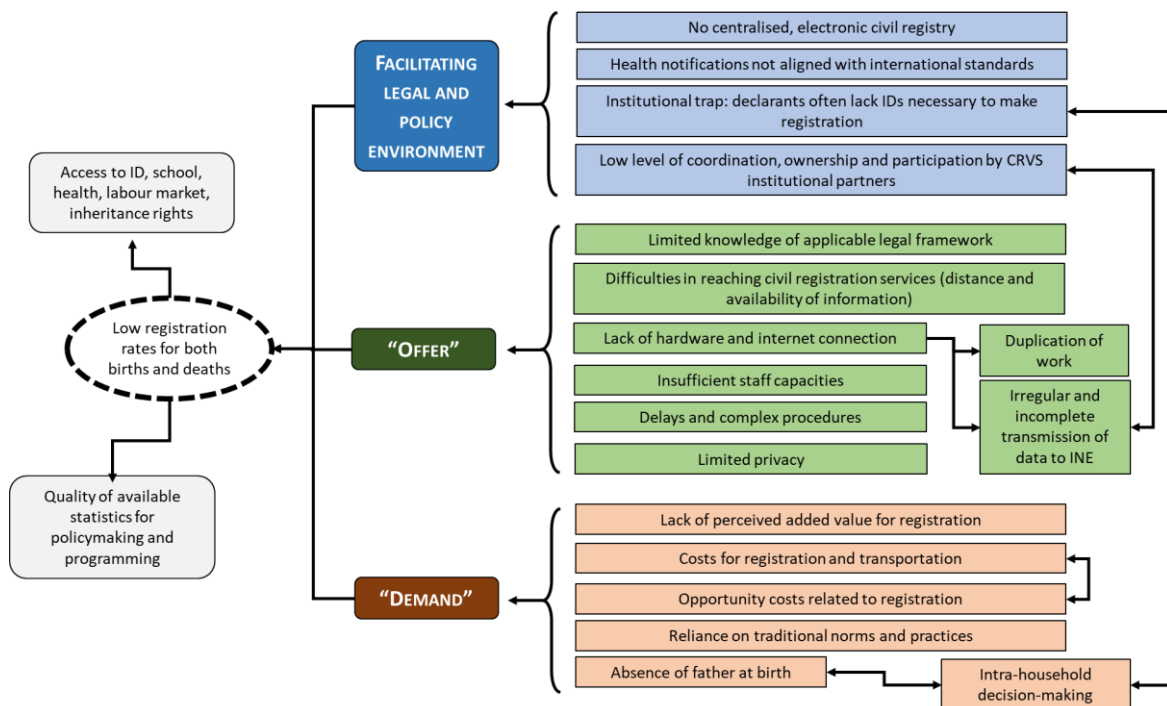 No centralised, electronic civil registry
Health notifications not aligned with international standards
Institutional trap: declarants often lack IDs necessary to make
registration
Low level of coordination, ownership and participation by CRVS
institutional partners
FACILITATING
LEGAL AND
POLICY
ENVIRONMENT
Access to ID, school,
health, labour market,
inheritance rights
Low registration
rates for both
births and deaths
Quality of available
statistics for
policymaking and
programming
"OFFER"
Limited knowledge of applicable legal framework
Difficulties in reaching civil registration services (distance and
availability of information)
Lack of hardware and internet connection
Insufficient staff capacities
Delays and complex procedures
Limited privacy
Duplication of
work
Irregular and
incomplete
transmission of
data to INE
"DEMAND"
Lack of perceived added value for registration
Costs for registration and transportation
Opportunity costs related to registration
Reliance on traditional norms and practices
Absence of father at birth
Intra-household
decision-making